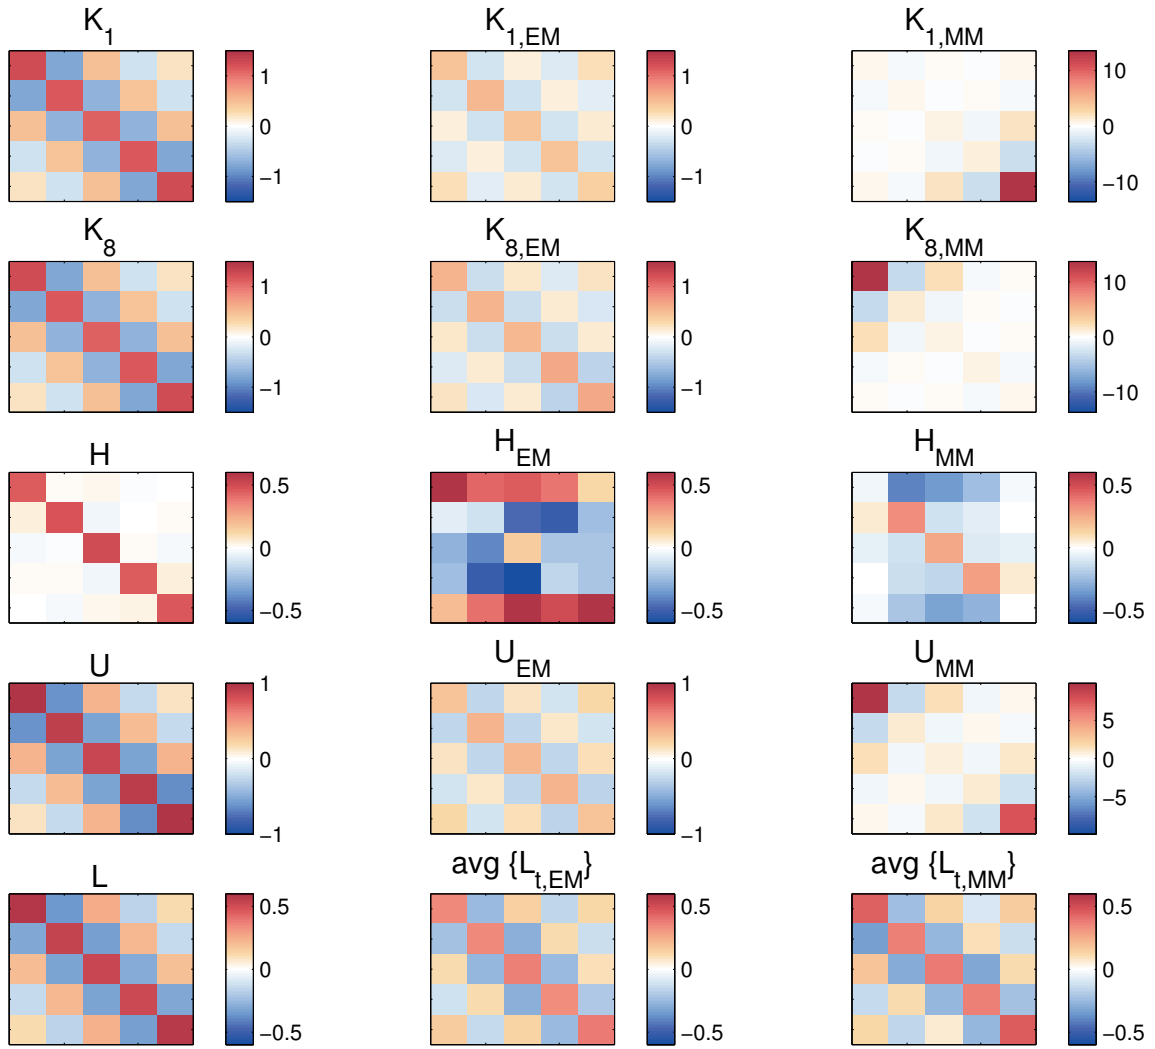 K1 K1,EM K1,MM
1 1 10
0 0 0
−1 −1 −10
K8 K8,EM K8,MM
1 1 10
0 0 0
−1 −1 −10
H HEM HMM
0.5 0.5 0.5
0 0 0
−0.5 −0.5 −0.5
U UEM UMM
1 1
5
0 0 0
−5
−1 −1
L avg {Lt,EM} avg {Lt,MM}
0.5 0.5 0.5
0 0 0
−0.5 −0.5 −0.5